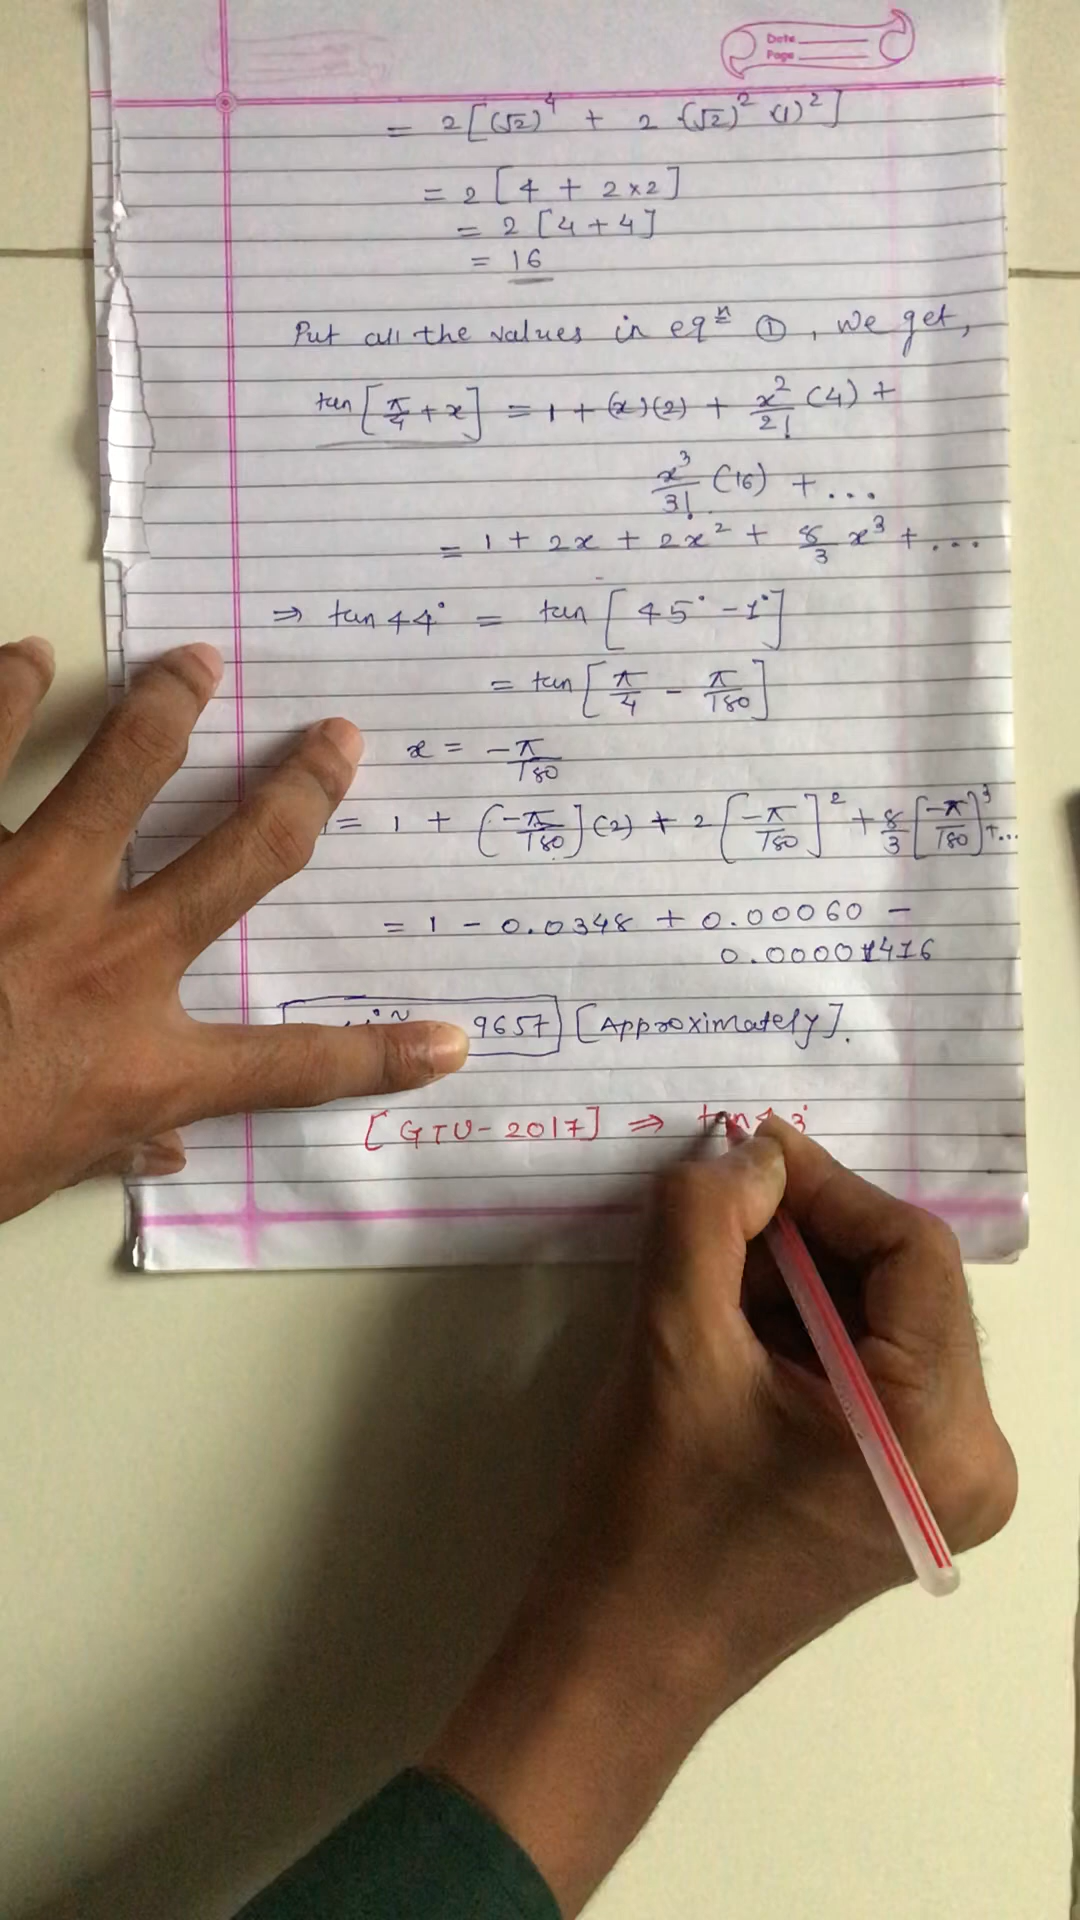 Date
Page
= 2[(√2)⁴ + 2 (√2)² (1)²]
= 2 [4 + 2×2]
= 2 [4+4]
= 16
Put all the values in eqⁿ ①, we get,
tan[π/4 + x] = 1 + (x)(2) + x²/2! (4) +
x³/3! (16) + ...
= 1 + 2x + 2x² + 8/3 x³ + ...
⇒ tan 44° = tan [45° - 1°]
= tan [π/4 - π/180]
x = -π/180
= 1 + (-π/180](2) + 2[-π/180]² + 8/3 [-π/180]³ + ...
= 1 - 0.0348 + 0.00060 -
0.00001416
9657 [Approximately].
[GTU-2017] ⇒ tan 43°